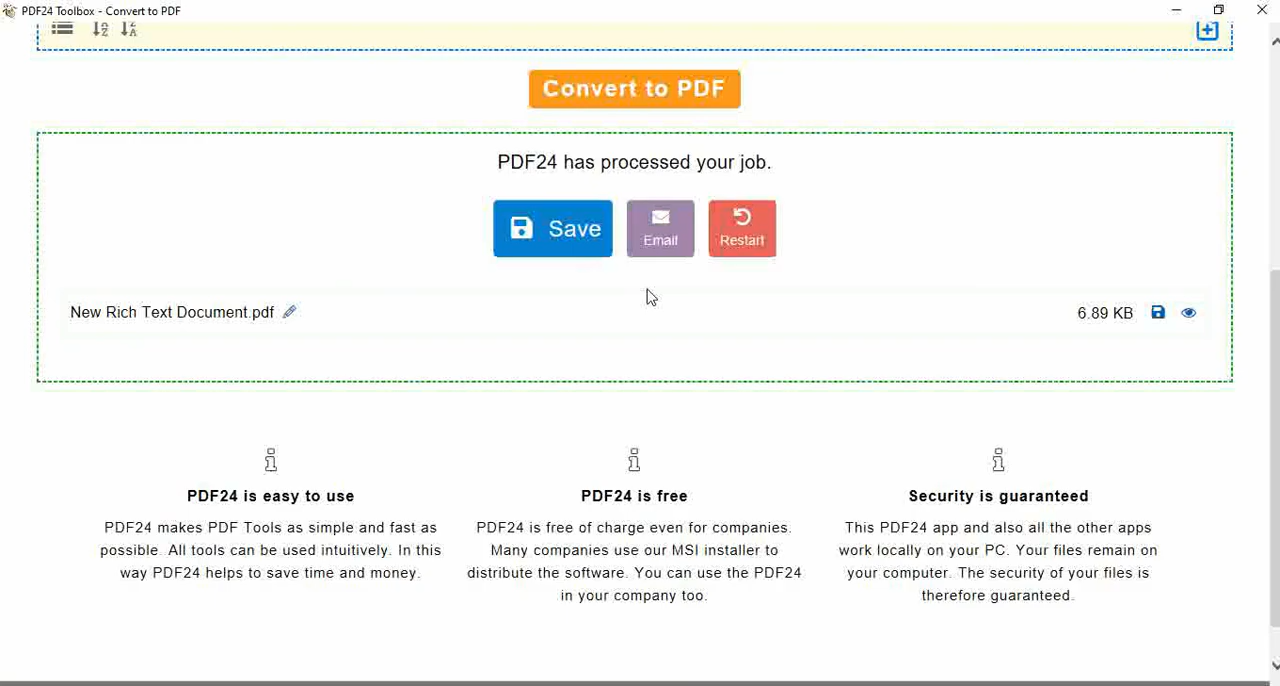 PDF24 Toolbox - Convert to PDF
Convert to PDF
PDF24 has processed your job.
Save
Email
Restart
New Rich Text Document.pdf
6.89 KB
PDF24 is easy to use
PDF24 makes PDF Tools as simple and fast as
possible. All tools can be used intuitively. In this
way PDF24 helps to save time and money.
PDF24 is free
PDF24 is free of charge even for companies.
Many companies use our MSI installer to
distribute the software. You can use the PDF24
in your company too.
Security is guaranteed
This PDF24 app and also all the other apps
work locally on your PC. Your files remain on
your computer. The security of your files is
therefore guaranteed.